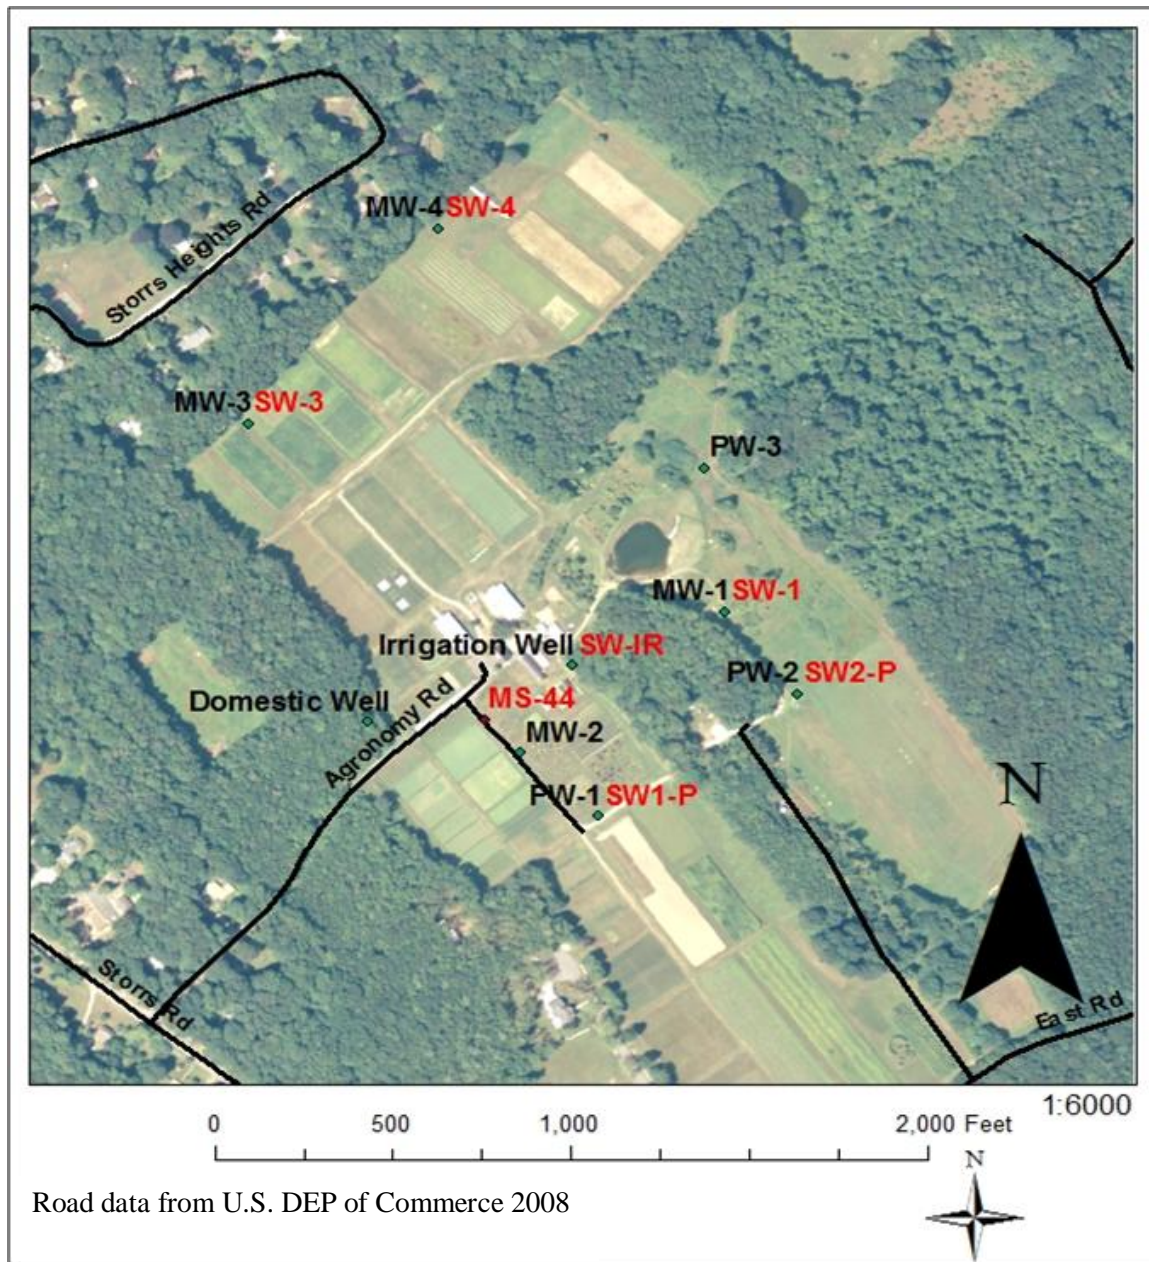 MW-4 SW-4
Storrs Heights Rd
MW-3 SW-3
PW-3
MW-1 SW-1
Irrigation Well SW-IR
PW-2 SW2-P
Domestic Well
Agronomy Rd
MS-44
MW-2
PW-1 SW1-P
N
Storrs Rd
East Rd
1:6000
0 500 1,000 2,000 Feet
N
Road data from U.S. DEP of Commerce 2008